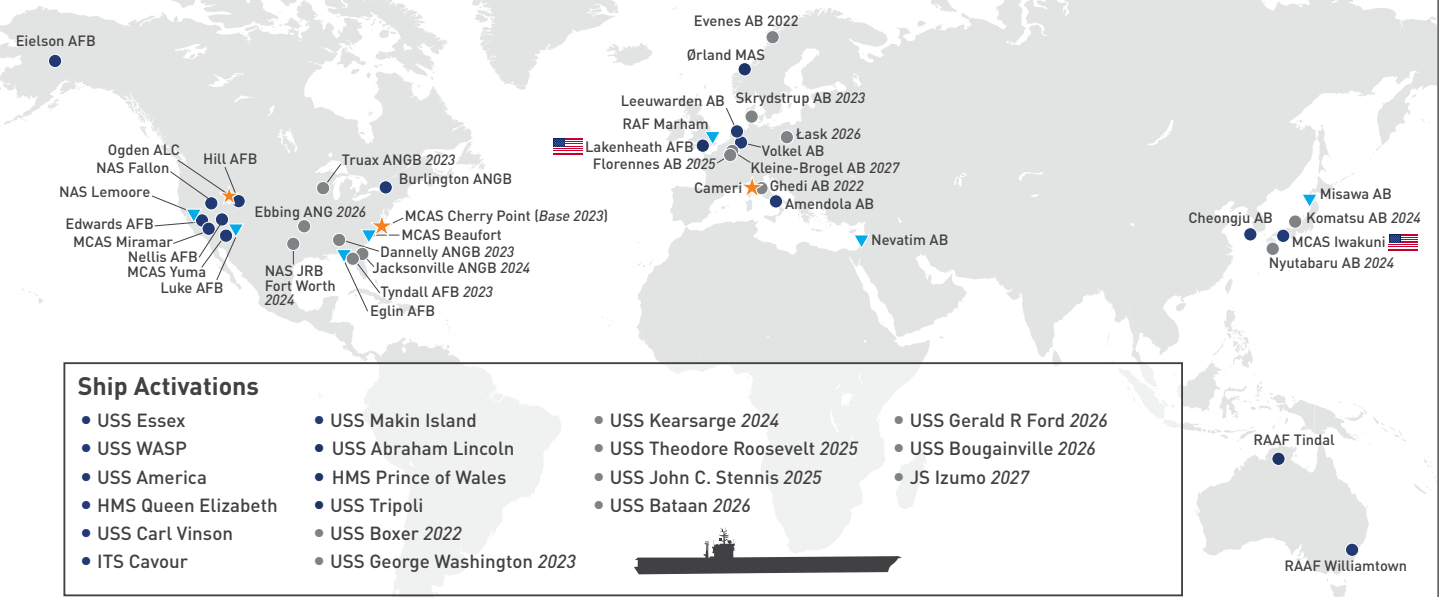 Eielson AFB
Ogden ALC
NAS Fallon
Hill AFB
NAS Lemoore
Edwards AFB
MCAS Miramar
Nellis AFB
MCAS Yuma
Luke AFB
Truax ANGB 2023
Burlington ANGB
Ebbing ANG 2026
MCAS Cherry Point (Base 2023)
MCAS Beaufort
Dannelly ANGB 2023
Jacksonville ANGB 2024
NAS JRB
Fort Worth
2024
Tyndall AFB 2023
Eglin AFB
Evenes AB 2022
Ørland MAS
Leeuwarden AB
Skrydstrup AB 2023
RAF Marham
Łask 2026
Lakenheath AFB
Volkel AB
Florennes AB 2025
Kleine-Brogel AB 2027
Cameri
Ghedi AB 2022
Amendola AB
Nevatim AB
Misawa AB
Cheongju AB
Komatsu AB 2024
MCAS Iwakuni
Nyutabaru AB 2024
RAAF Tindal
RAAF Williamtown
Ship Activations
USS Essex
USS WASP
USS America
HMS Queen Elizabeth
USS Carl Vinson
ITS Cavour
USS Makin Island
USS Abraham Lincoln
HMS Prince of Wales
USS Tripoli
USS Boxer 2022
USS George Washington 2023
USS Kearsarge 2024
USS Theodore Roosevelt 2025
USS John C. Stennis 2025
USS Bataan 2026
USS Gerald R Ford 2026
USS Bougainville 2026
JS Izumo 2027